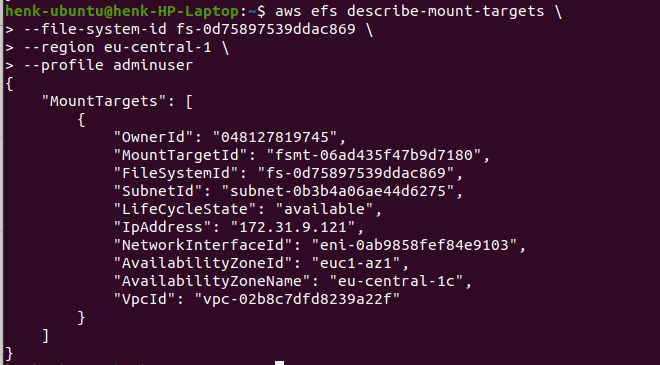 henk-ubuntu@henk-HP-Laptop:~$ aws efs describe-mount-targets \
> --file-system-id fs-0d75897539ddac869 \
> --region eu-central-1 \
> --profile adminuser
{
    "MountTargets": [
        {
            "OwnerId": "048127819745",
            "MountTargetId": "fsmt-06ad435f47b9d7180",
            "FileSystemId": "fs-0d75897539ddac869",
            "SubnetId": "subnet-0b3b4a06ae44d6275",
            "LifeCycleState": "available",
            "IpAddress": "172.31.9.121",
            "NetworkInterfaceId": "eni-0ab9858fef84e9103",
            "AvailabilityZoneId": "euc1-az1",
            "AvailabilityZoneName": "eu-central-1c",
            "VpcId": "vpc-02b8c7dfd8239a22f"
        }
    ]
}